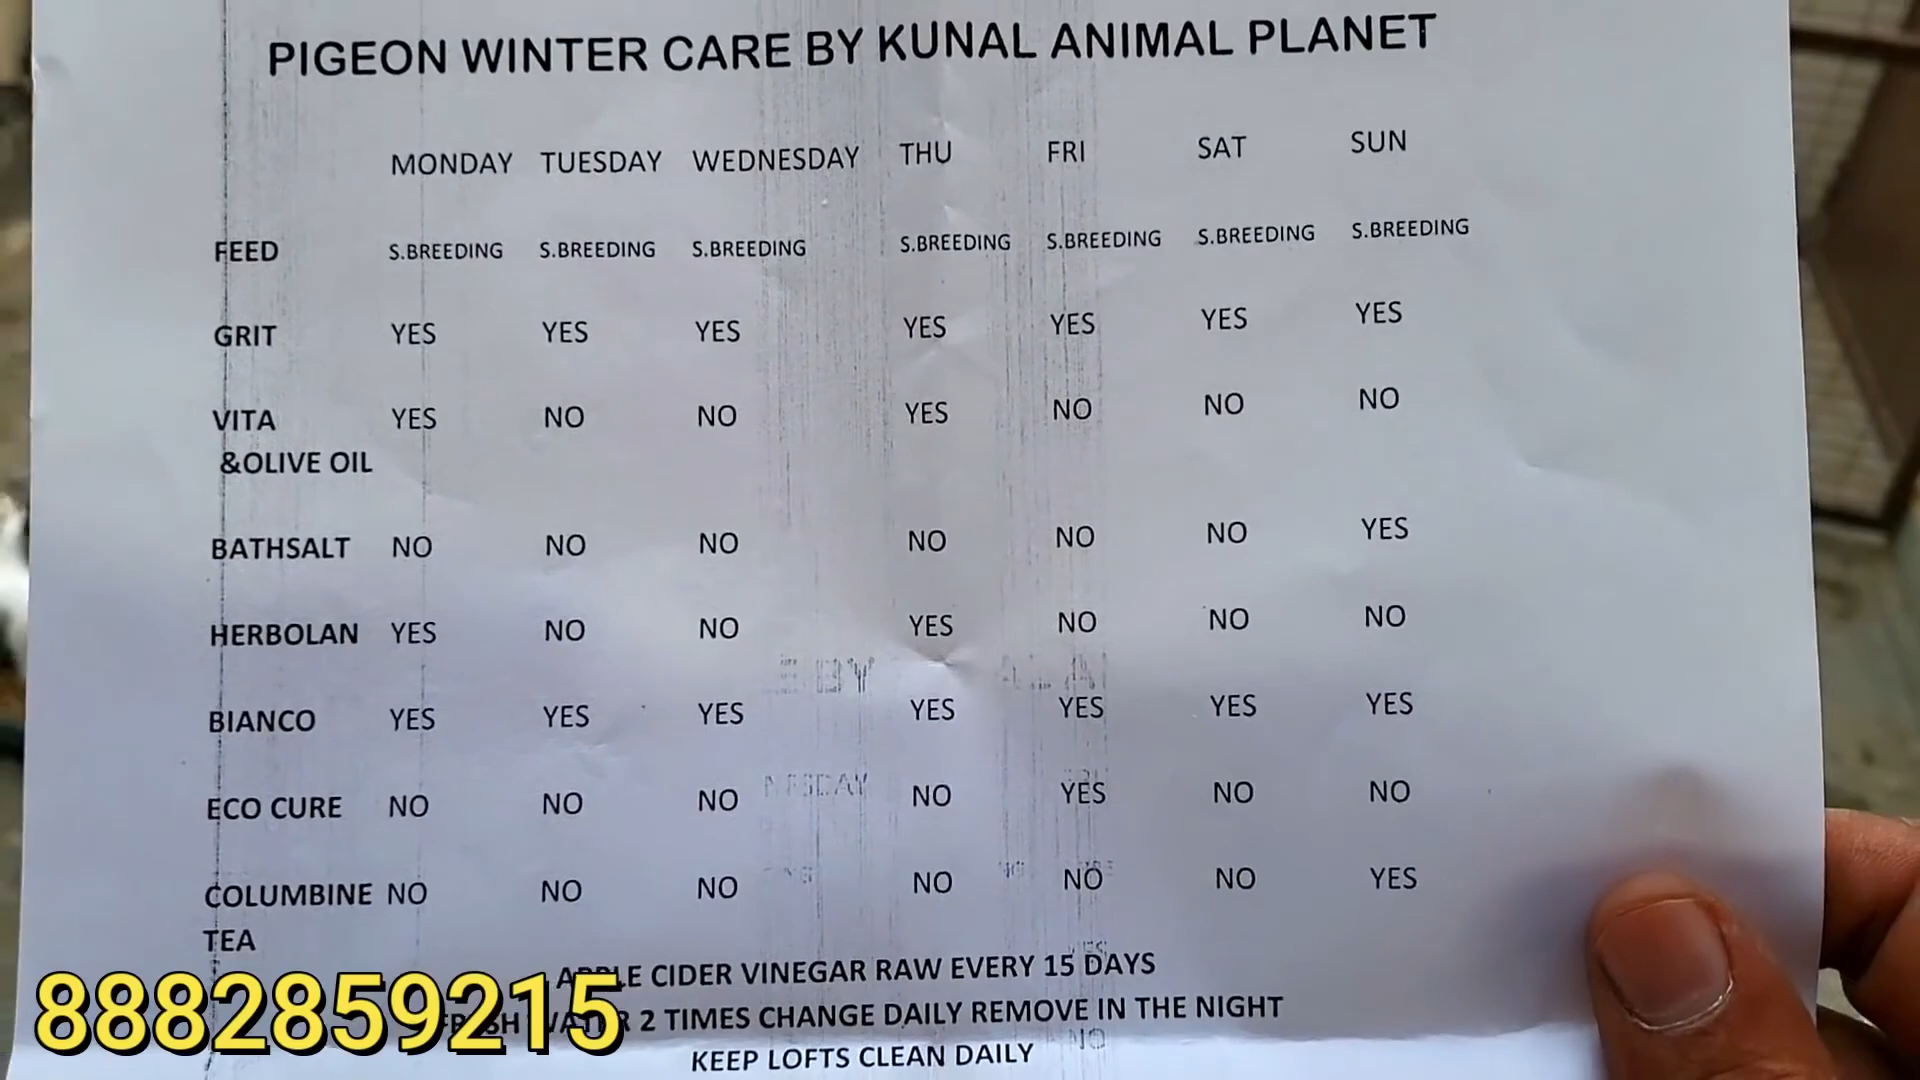 PIGEON WINTER CARE BY KUNAL ANIMAL PLANET
MONDAY TUESDAY WEDNESDAY THU FRI SAT SUN
FEED S.BREEDING S.BREEDING S.BREEDING S.BREEDING S.BREEDING S.BREEDING S.BREEDING
GRIT YES YES YES YES YES YES YES
VITA YES NO NO YES NO NO NO
&OLIVE OIL
BATHSALT NO NO NO NO NO NO YES
HERBOLAN YES NO NO YES NO NO NO
BIANCO YES YES YES YES YES YES YES
ECO CURE NO NO NO NO YES NO NO
COLUMBINE NO NO NO NO NO NO YES
TEA
APPLE CIDER VINEGAR RAW EVERY 15 DAYS
FRESH WATER 2 TIMES CHANGE DAILY REMOVE IN THE NIGHT
KEEP LOFTS CLEAN DAILY
8882859215